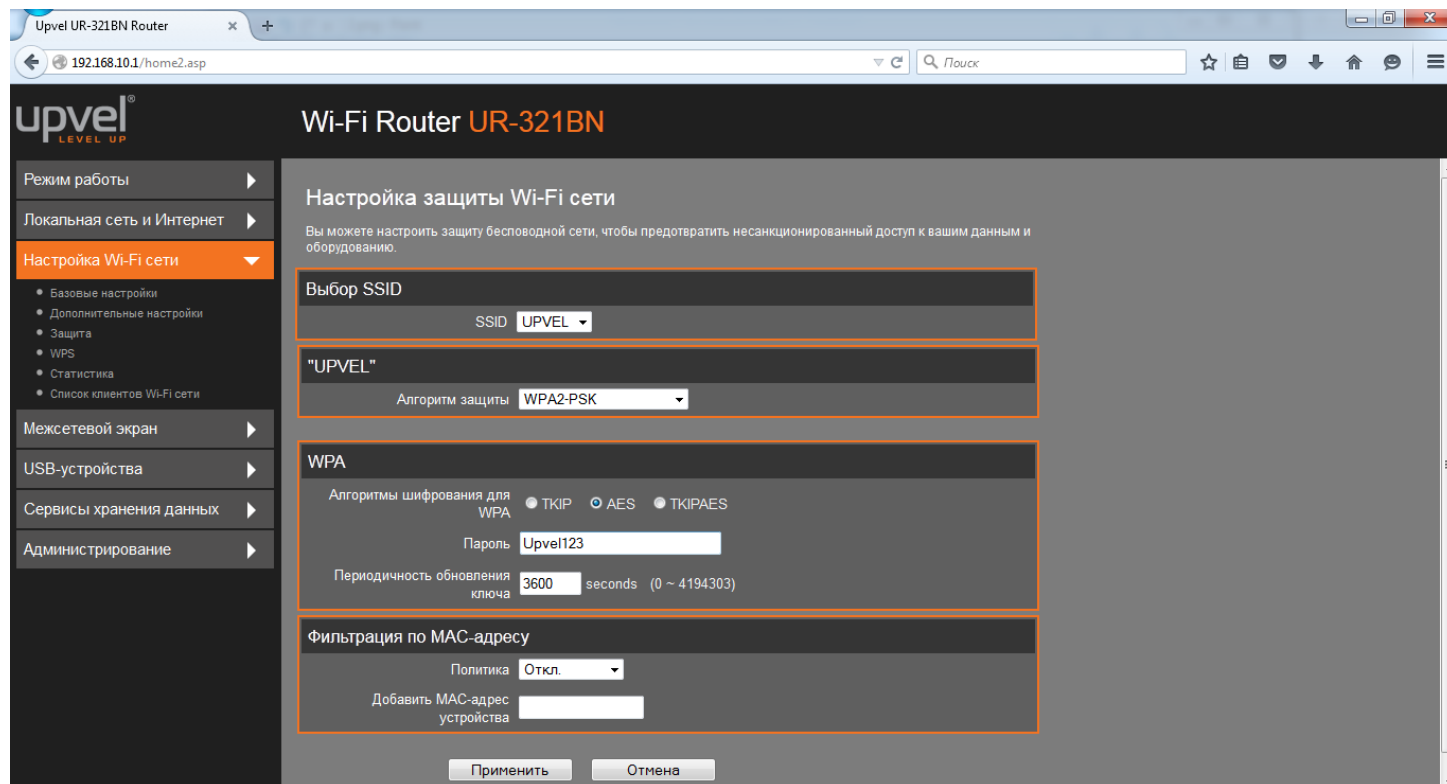 Upvel UR-321BN Router
192.168.10.1/home2.asp
Поиск
upvel®
LEVEL UP
Wi-Fi Router UR-321BN
Режим работы
Локальная сеть и Интернет
Настройка Wi-Fi сети
Базовые настройки
Дополнительные настройки
Защита
WPS
Статистика
Список клиентов Wi-Fi сети
Межсетевой экран
USB-устройства
Сервисы хранения данных
Администрирование
Настройка защиты Wi-Fi сети
Вы можете настроить защиту бесповодной сети, чтобы предотвратить несанкционированный доступ к вашим данным и
оборудованию.
Выбор SSID
SSID UPVEL
"UPVEL"
Алгоритм защиты WPA2-PSK
WPA
Алгоритмы шифрования для
WPA TKIP AES TKIPAES
Пароль Upvel123
Периодичность обновления
ключа 3600 seconds (0 ~ 4194303)
Фильтрация по MAC-адресу
Политика Откл.
Добавить MAC-адрес
устройства
Применить Отмена